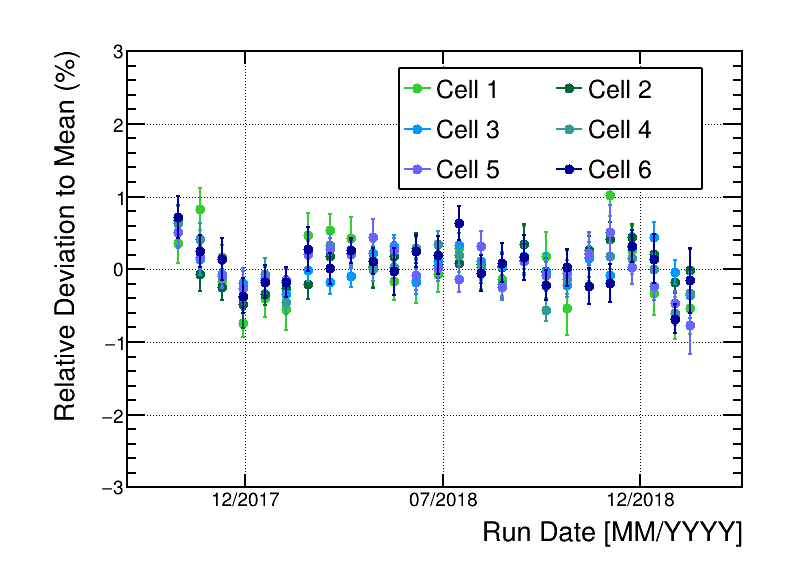 Relative Deviation to Mean (%)
3
2
1
0
−1
−2
−3
Cell 1 Cell 2
Cell 3 Cell 4
Cell 5 Cell 6
12/2017 07/2018 12/2018
Run Date [MM/YYYY]